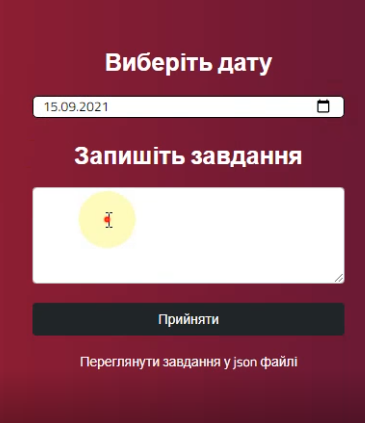 Виберіть дату
15.09.2021
Запишіть завдання
Прийняти
Переглянути завдання у json файлі